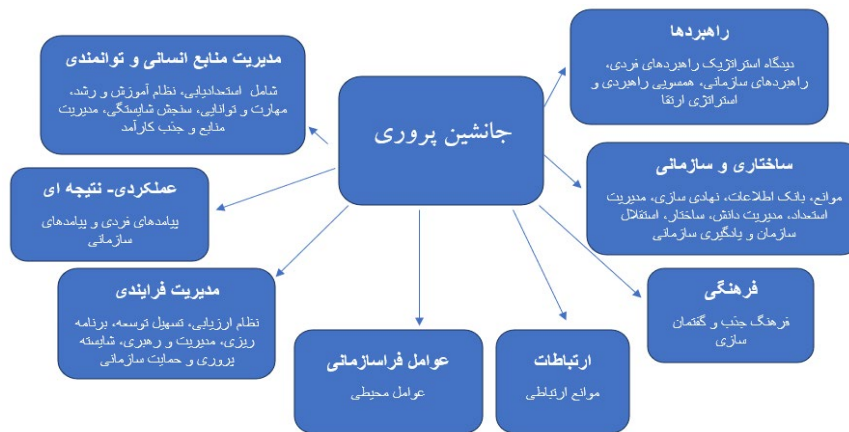 جانشین پروری
راهبردها
دیدگاه استراتژیک راهبردهای فردی،
راهبردهای سازمانی، همسویی راهبردی و
استراتژی ارتقا
ساختاری و سازمانی
موانع، بانک اطلاعات، نهادی سازی، مدیریت
استعداد، مدیریت دانش، ساختار، استقلال
سازمان و یادگیری سازمانی
فرهنگی
فرهنگ جذب و گفتمان
سازی
ارتباطات
موانع ارتباطی
عوامل فراسازمانی
عوامل محیطی
مدیریت فرایندی
نظام ارزیابی، تسهیل توسعه، برنامه
ریزی، مدیریت و رهبری، شایسته
پروری و حمایت سازمانی
عملکردی- نتیجه ای
پیامدهای فردی و پیامدهای
سازمانی
مدیریت منابع انسانی و توانمندی
شامل استعدادیابی، نظام آموزش و رشد،
مهارت و توانایی، سنجش شایستگی، مدیریت
منابع و جذب کارآمد